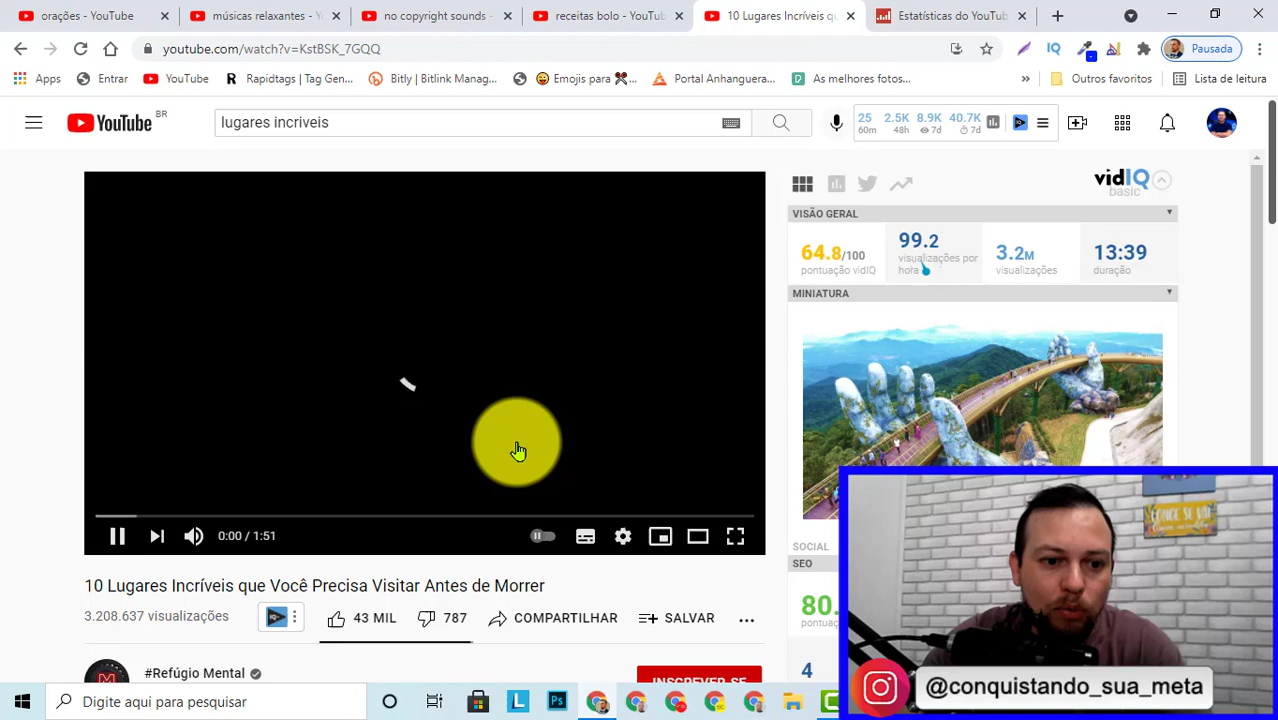 orações - YouTube
músicas relaxantes - Y
no copyright sounds -
receitas bolo - YouTub
10 Lugares Incríveis qu
Estatísticas do YouTub
youtube.com/watch?v=KstBSK_7GQQ
IQ
Pausada
Apps
Entrar
YouTube
Rapidtags | Tag Gen...
Bitly | Bitlink Manag...
Emojis para
Portal Anhanguera...
As melhores fotos...
»
Outros favoritos
Lista de leitura
YouTube BR
lugares incriveis
25 2.5K 8.9K 40.7K
60m 48h 7d 7d
vidIQ
basic
VISÃO GERAL
64.8/100
pontuação vidIQ
99.2
visualizações por
hora
3.2M
visualizações
13:39
duração
MINIATURA
0:00 / 1:51
SOCIAL
SEO
10 Lugares Incríveis que Você Precisa Visitar Antes de Morrer
3.208.637 visualizações
43 MIL
787
COMPARTILHAR
SALVAR
#Refúgio Mental
INSCREVER-SE
4
@conquistando_sua_meta
Digite aqui para pesquisar